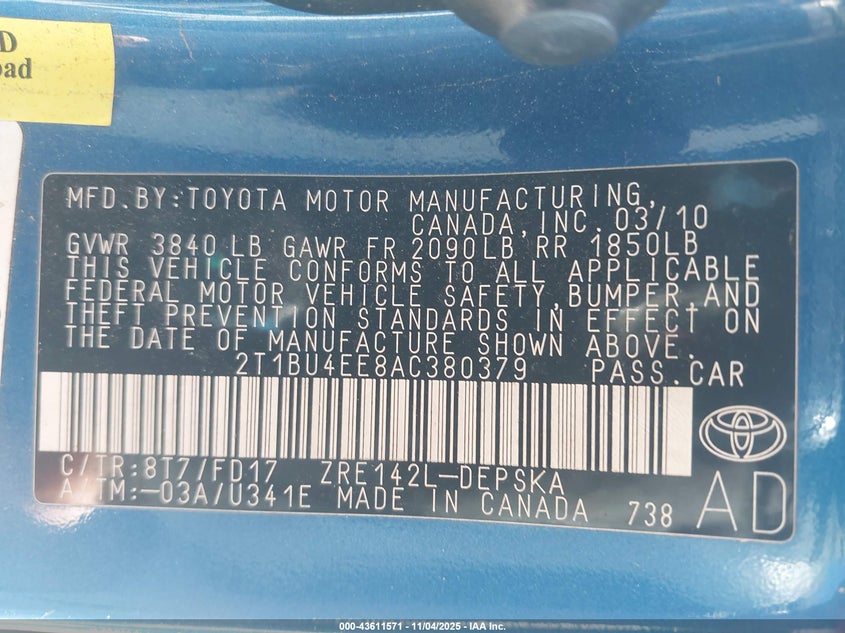 D
oad
MFD.BY:TOYOTA MOTOR MANUFACTURING,
CANADA,INC. 03/10
GVWR 3840 LB GAWR FR 2090LB RR 1850LB
THIS VEHICLE CONFORMS TO ALL APPLICABLE
FEDERAL MOTOR VEHICLE SAFETY,BUMPER,AND
THEFT PREVENTION STANDARDS IN EFFECT ON
THE DATE OF MANUFACTURE SHOWN ABOVE.
2T1BU4EE8AC380379 PASS.CAR
C/TR:8T7/FD17 ZRE142L-DEPSKA
A/TM:-03A/U341E MADE IN CANADA 738
AD
000-43611571 - 11/04/2025 - IAA Inc.